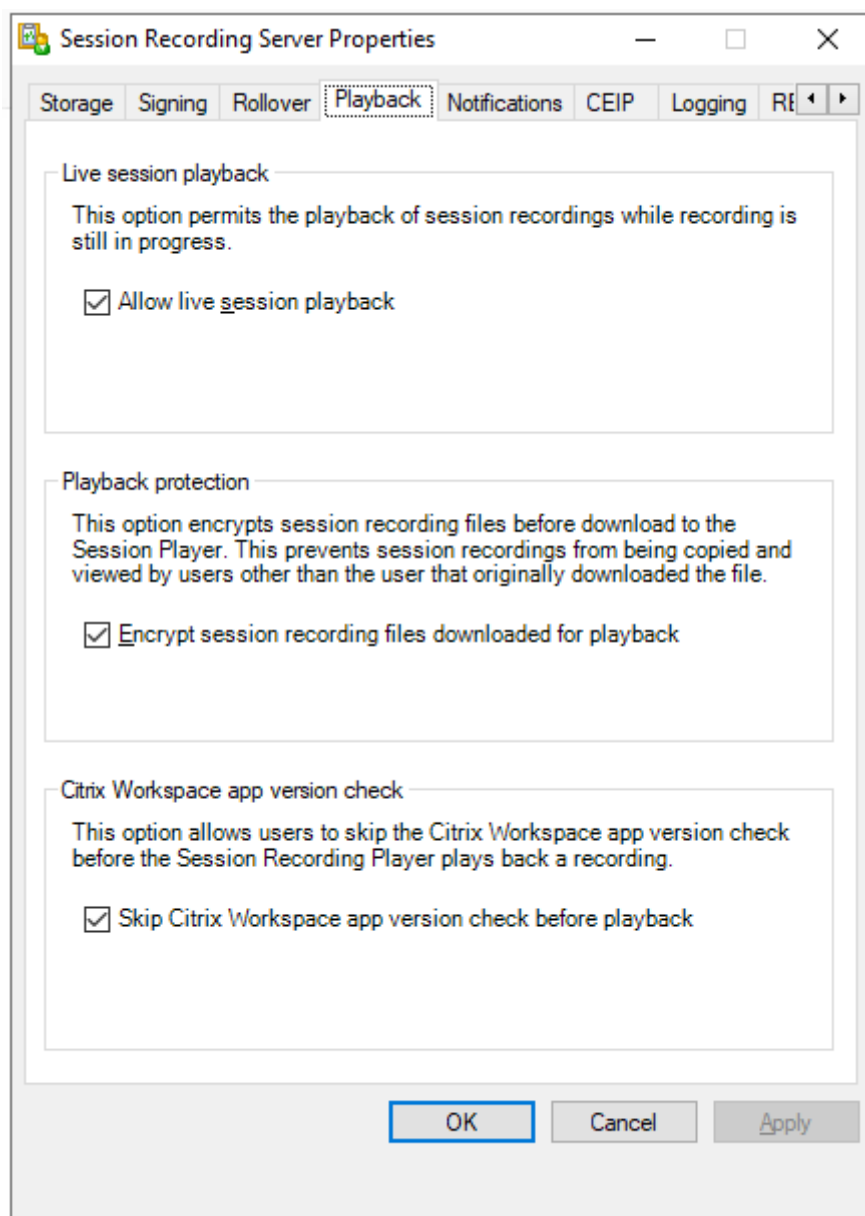 Session Recording Server Properties
Storage Signing Rollover Playback Notifications CEIP Logging
Live session playback
This option permits the playback of session recordings while recording is
still in progress.
Allow live session playback
Playback protection
This option encrypts session recording files before download to the
Session Player. This prevents session recordings from being copied and
viewed by users other than the user that originally downloaded the file.
Encrypt session recording files downloaded for playback
Citrix Workspace app version check
This option allows users to skip the Citrix Workspace app version check
before the Session Recording Player plays back a recording.
Skip Citrix Workspace app version check before playback
OK Cancel Apply